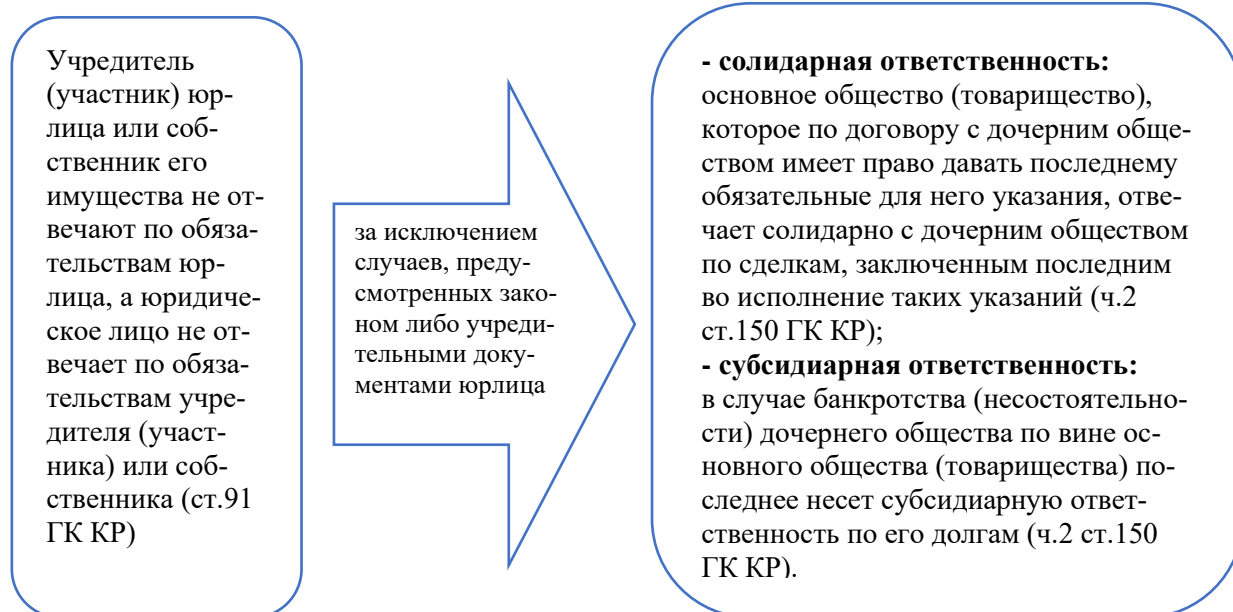 Учредитель
(участник) юр-
лица или соб-
ственник его
имущества не от-
вечают по обяза-
тельствам юр-
лица, а юридиче-
ское лицо не от-
вечает по обяза-
тельствам учре-
дителя (участ-
ника) или соб-
ственника (ст.91
ГК КР)
за исключением
случаев, преду-
смотренных зако-
ном либо учреди-
тельными доку-
ментами юрлица
- солидарная ответственность:
основное общество (товарищество),
которое по договору с дочерним обще-
ством имеет право давать последнему
обязательные для него указания, отве-
чает солидарно с дочерним обществом
по сделкам, заключенным последним
во исполнение таких указаний (ч.2
ст.150 ГК КР);
- субсидиарная ответственность:
в случае банкротства (несостоятельно-
сти) дочернего общества по вине ос-
новного общества (товарищества) по-
следнее несет субсидиарную ответ-
ственность по его долгам (ч.2 ст.150
ГК КР).